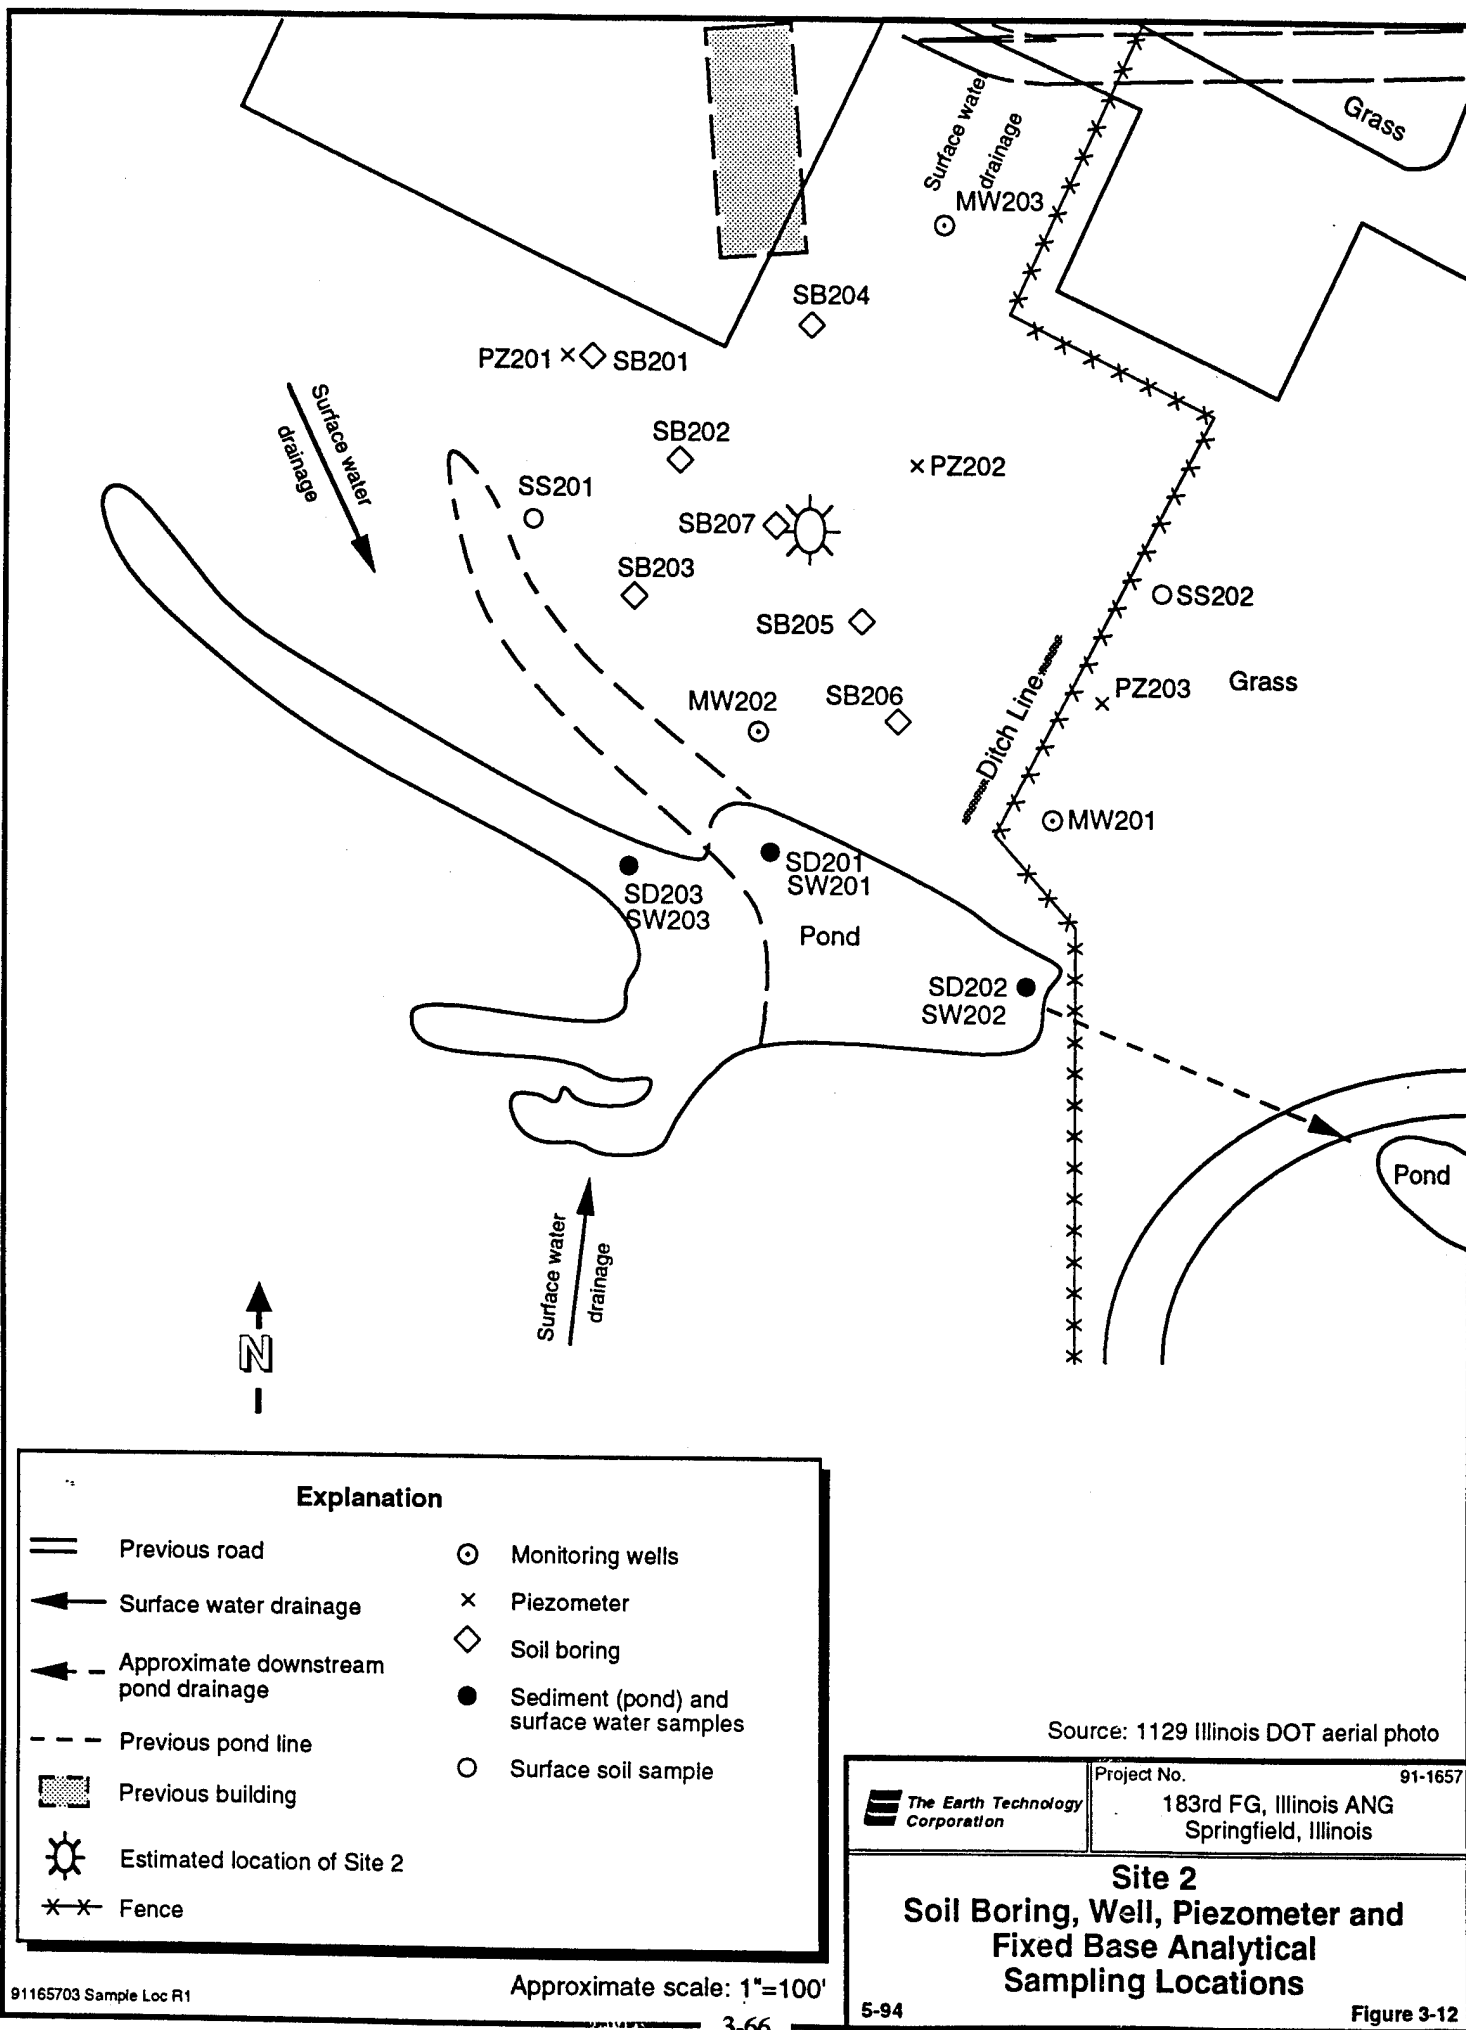 Grass
Surface water
drainage
MW203
SB204
PZ201
SB201
Surface water
drainage
SB202
PZ202
SS201
SB207
SB203
SS202
SB205
Grass
PZ203
MW202
SB206
Ditch Line
MW201
SD201
SW201
SD203
SW203
Pond
SD202
SW202
Pond
Surface water
drainage
N
Explanation
Previous road
Surface water drainage
Approximate downstream
pond drainage
Previous pond line
Previous building
Estimated location of Site 2
Fence
Monitoring wells
Piezometer
Soil boring
Sediment (pond) and
surface water samples
Surface soil sample
Source: 1129 Illinois DOT aerial photo
The Earth Technology
Corporation
Project No. 91-1657
183rd FG, Illinois ANG
Springfield, Illinois
Site 2
Soil Boring, Well, Piezometer and
Fixed Base Analytical
Sampling Locations
5-94 Figure 3-12
91165703 Sample Loc R1
Approximate scale: 1"=100'
3-66